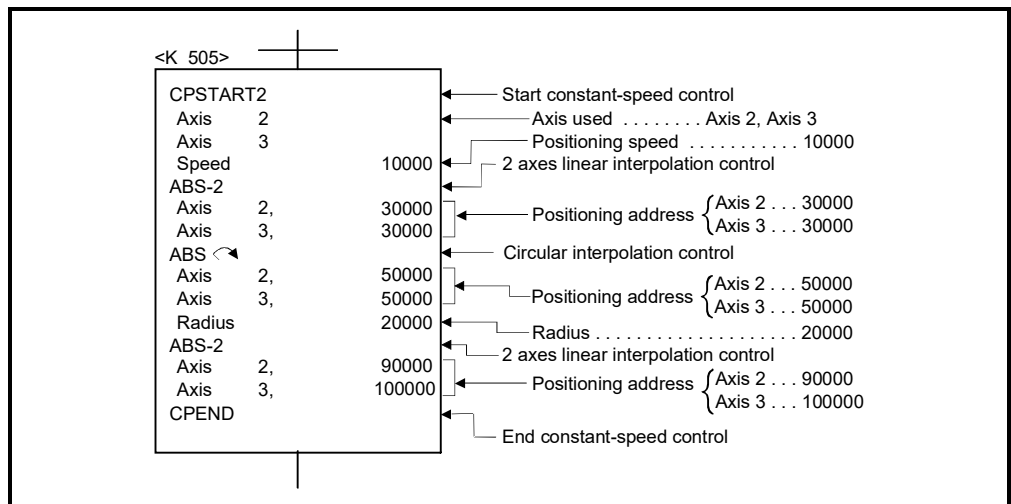 <K 505>
CPSTART2 Start constant-speed control
Axis 2 Axis used . . . . . . . . Axis 2, Axis 3
Axis 3 Positioning speed . . . . . . . . . . . 10000
Speed 10000 2 axes linear interpolation control
ABS-2
Axis 2, 30000 Positioning address { Axis 2 . . . 30000
Axis 3, 30000 Axis 3 . . . 30000
ABS Circular interpolation control
Axis 2, 50000 Positioning address { Axis 2 . . . 50000
Axis 3, 50000 Axis 3 . . . 50000
Radius 20000 Radius . . . . . . . . . . . . . . . . . . . . . 20000
ABS-2 2 axes linear interpolation control
Axis 2, 90000 Positioning address { Axis 2 . . . 90000
Axis 3, 100000 Axis 3 . . . 100000
CPEND
End constant-speed control